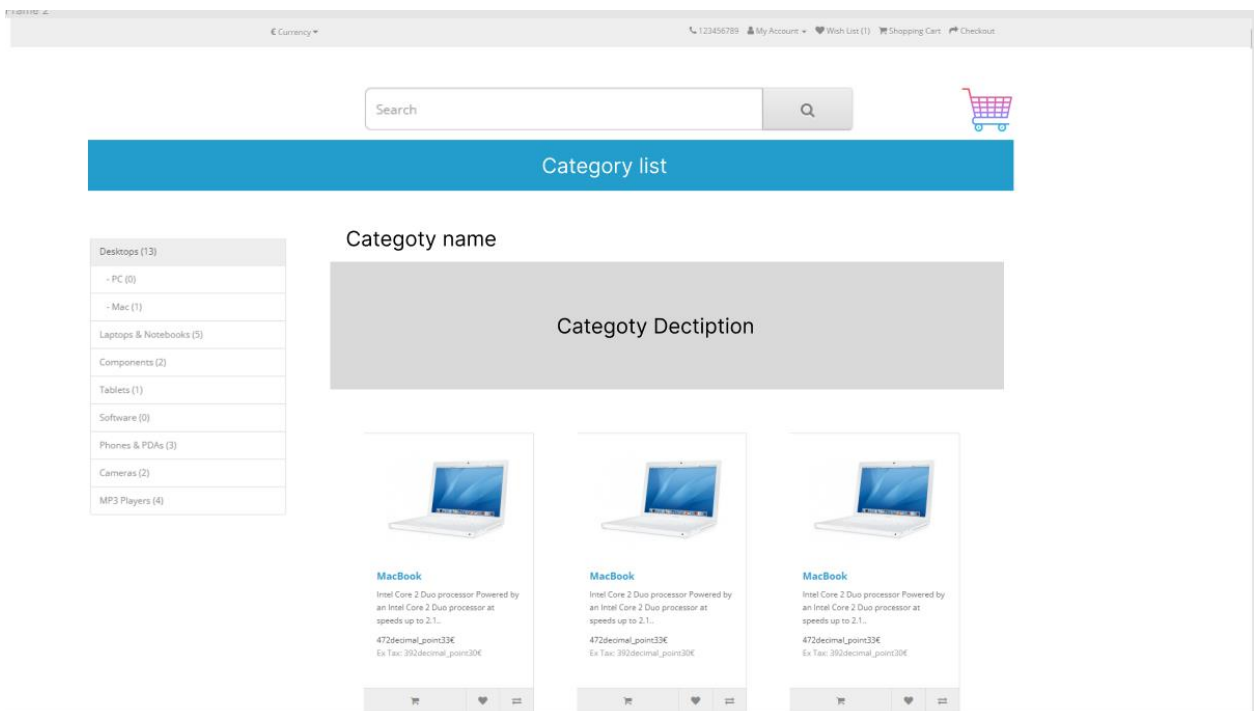 Frame 2
€ Currency
123456789 My Account Wish List (1) Shopping Cart Checkout
Search
Category list
Categoty name
Desktops (13)
- PC (0)
- Mac (1)
Laptops & Notebooks (5)
Components (2)
Tablets (1)
Software (0)
Phones & PDAs (3)
Cameras (2)
MP3 Players (4)
Categoty Dectiption
MacBook
Intel Core 2 Duo processor Powered by
an Intel Core 2 Duo processor at
speeds up to 2.1..
472decimal_point33€
Ex Tax: 392decimal_point30€
MacBook
Intel Core 2 Duo processor Powered by
an Intel Core 2 Duo processor at
speeds up to 2.1..
472decimal_point33€
Ex Tax: 392decimal_point30€
MacBook
Intel Core 2 Duo processor Powered by
an Intel Core 2 Duo processor at
speeds up to 2.1..
472decimal_point33€
Ex Tax: 392decimal_point30€